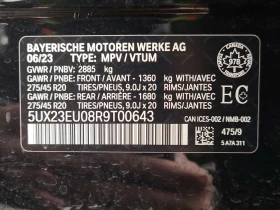 BAYERISCHE MOTOREN WERKE AG
06/23 TYPE: MPV / VTUM
GVWR / PNBV: 2885 kg
GAWR / PNBE: FRONT / AVANT - 1360 kg WITH/AVEC
275/45 R20 TIRES/PNEUS, 9.0J x 20 RIMS/JANTES
GAWR / PNBE: REAR / ARRIERE - 1680 kg WITH/AVEC
275/45 R20 TIRES/PNEUS, 9.0J x 20 RIMS/JANTES
5UX23EU08R9T00643
978
EC
CAN ICES-002 / NMB-002
475/9
5 A7A 311